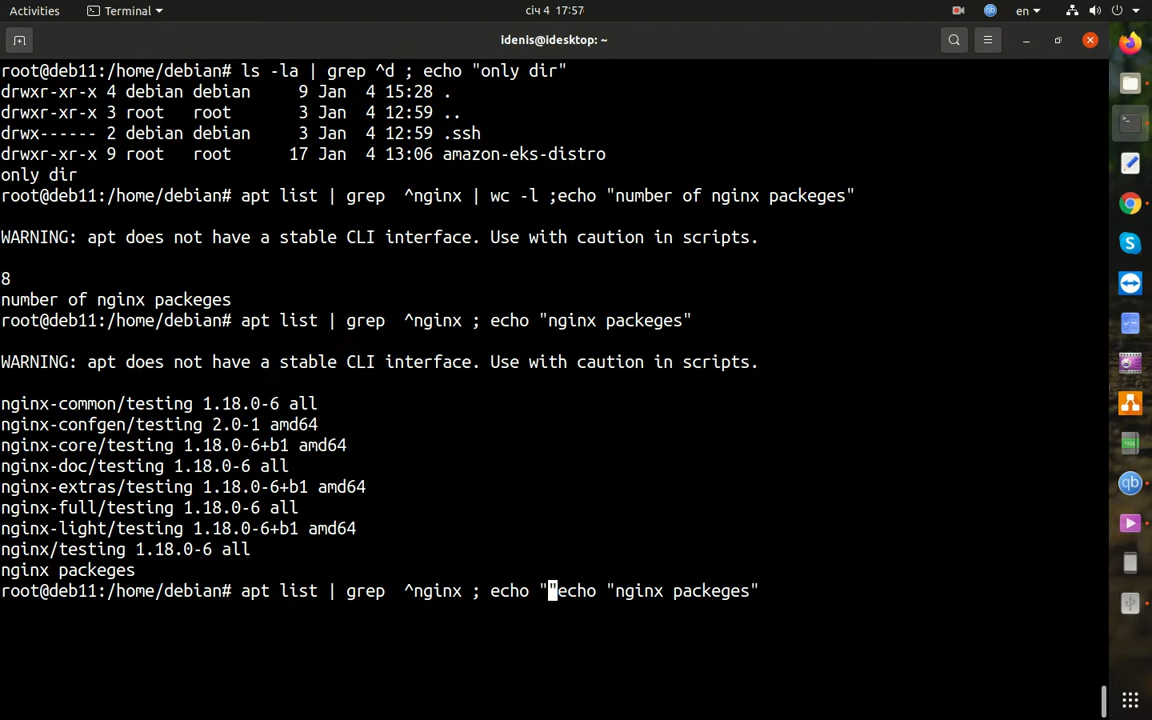 Activities Terminal січ 4 17:57 en
idenis@idesktop: ~
root@deb11:/home/debian# ls -la | grep ^d ; echo "only dir"
drwxr-xr-x 4 debian debian     9 Jan  4 15:28 .
drwxr-xr-x 3 root   root       3 Jan  4 12:59 ..
drwx------ 2 debian debian     3 Jan  4 12:59 .ssh
drwxr-xr-x 9 root   root      17 Jan  4 13:06 amazon-eks-distro
only dir
root@deb11:/home/debian# apt list | grep  ^nginx | wc -l ;echo "number of nginx packeges"
WARNING: apt does not have a stable CLI interface. Use with caution in scripts.
8
number of nginx packeges
root@deb11:/home/debian# apt list | grep  ^nginx ; echo "nginx packeges"
WARNING: apt does not have a stable CLI interface. Use with caution in scripts.
nginx-common/testing 1.18.0-6 all
nginx-confgen/testing 2.0-1 amd64
nginx-core/testing 1.18.0-6+b1 amd64
nginx-doc/testing 1.18.0-6 all
nginx-extras/testing 1.18.0-6+b1 amd64
nginx-full/testing 1.18.0-6 all
nginx-light/testing 1.18.0-6+b1 amd64
nginx/testing 1.18.0-6 all
nginx packeges
root@deb11:/home/debian# apt list | grep  ^nginx ; echo ""echo "nginx packeges"